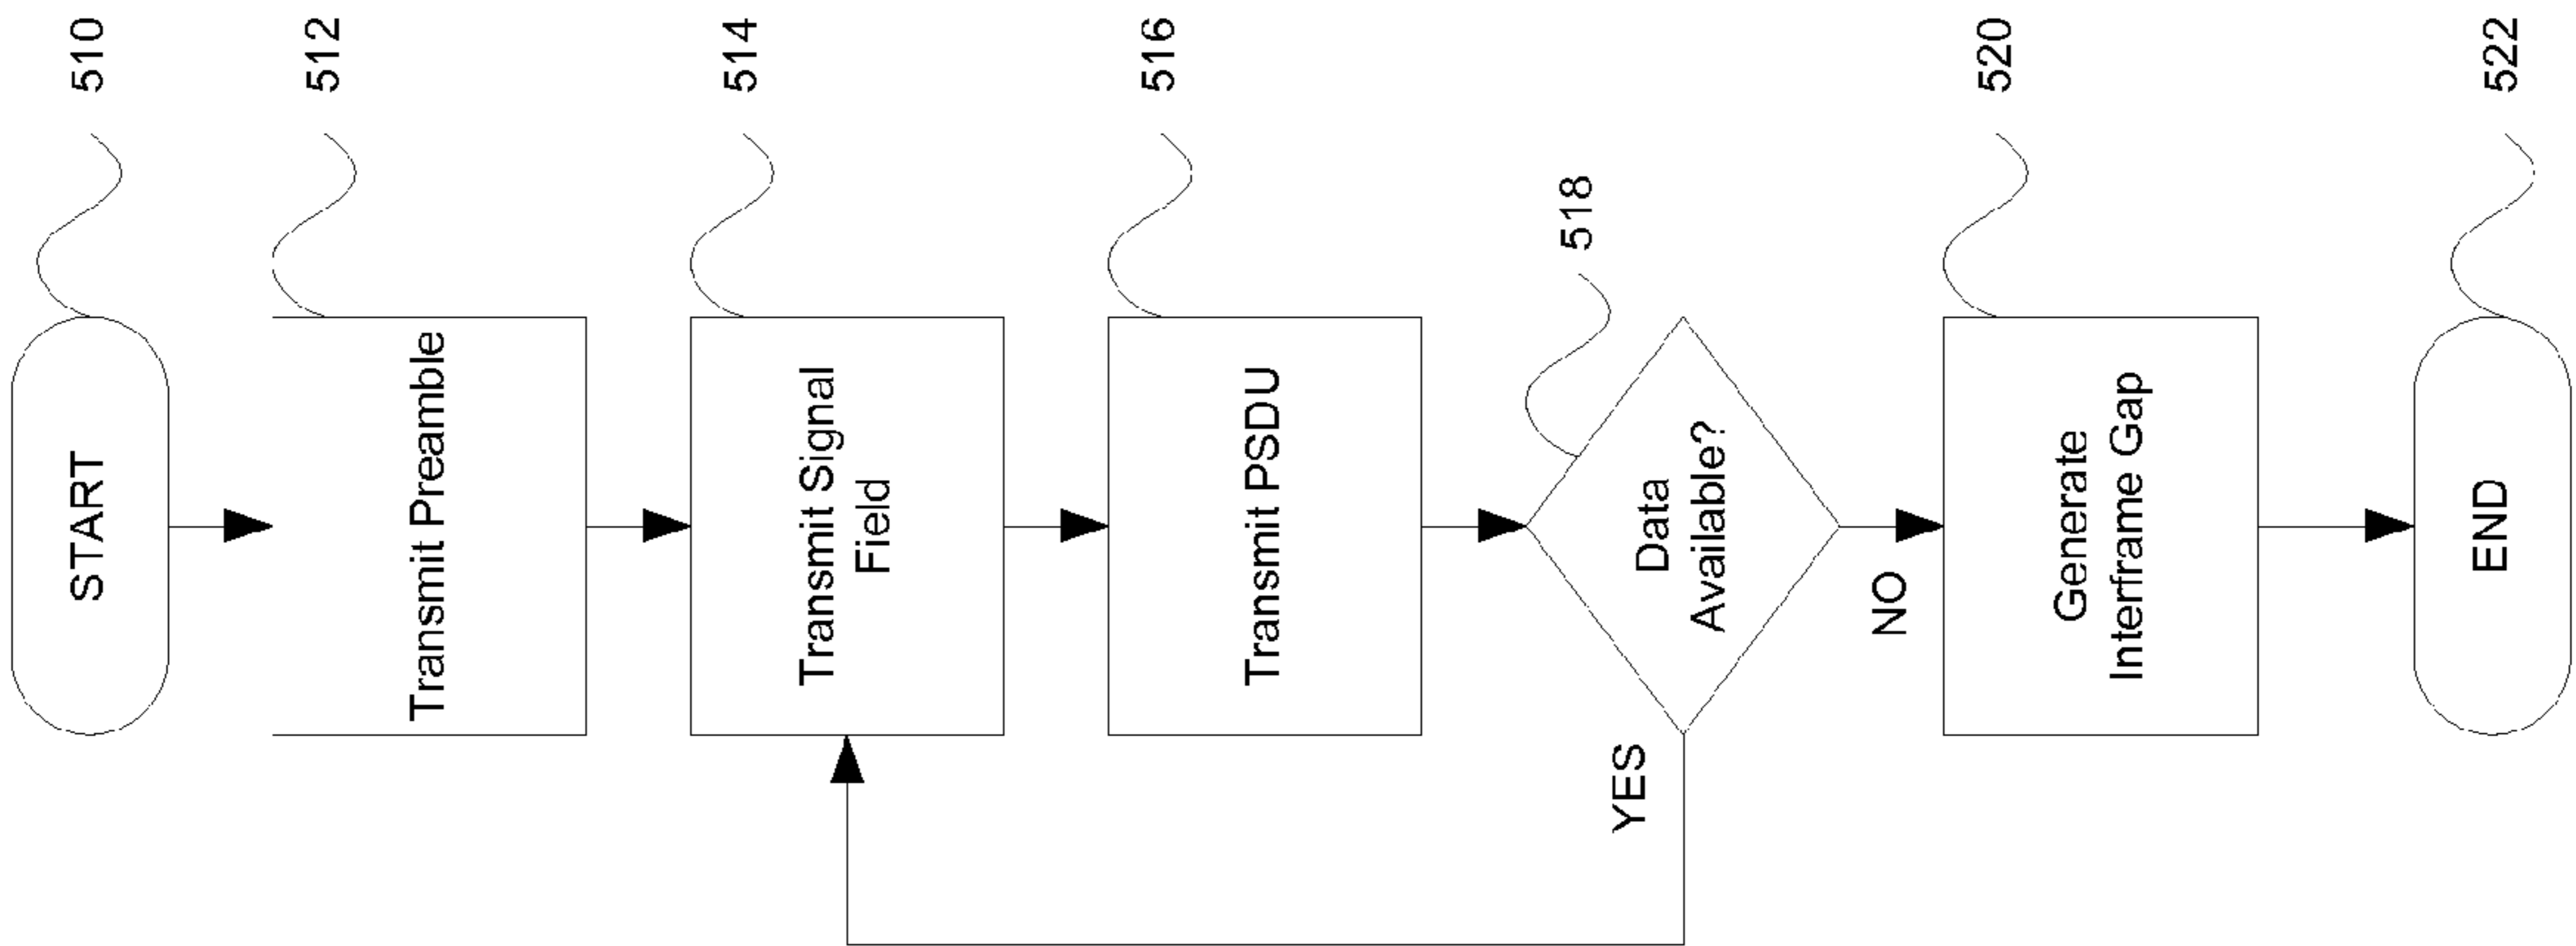 START
510
Transmit Preamble
512
Transmit Signal
Field
514
Transmit PSDU
516
Data
Available?
518
YES
NO
Generate
Interframe Gap
520
END
522